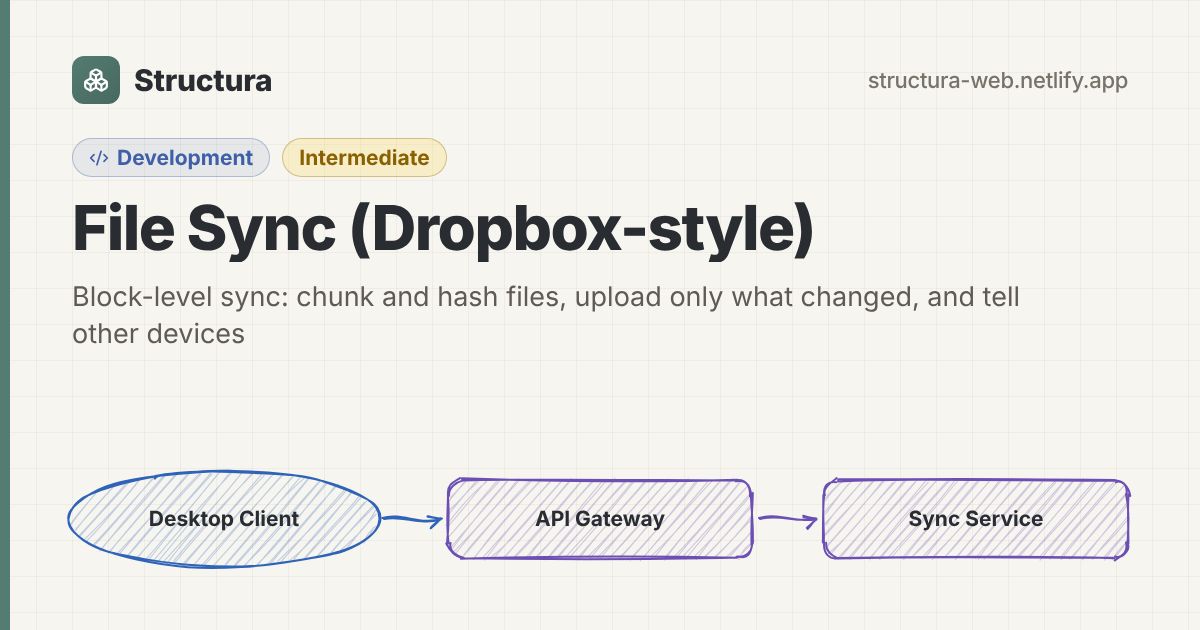 Structura
structura-web.netlify.app
Development
Intermediate
File Sync (Dropbox-style)
Block-level sync: chunk and hash files, upload only what changed, and tell
other devices
Desktop Client
API Gateway
Sync Service